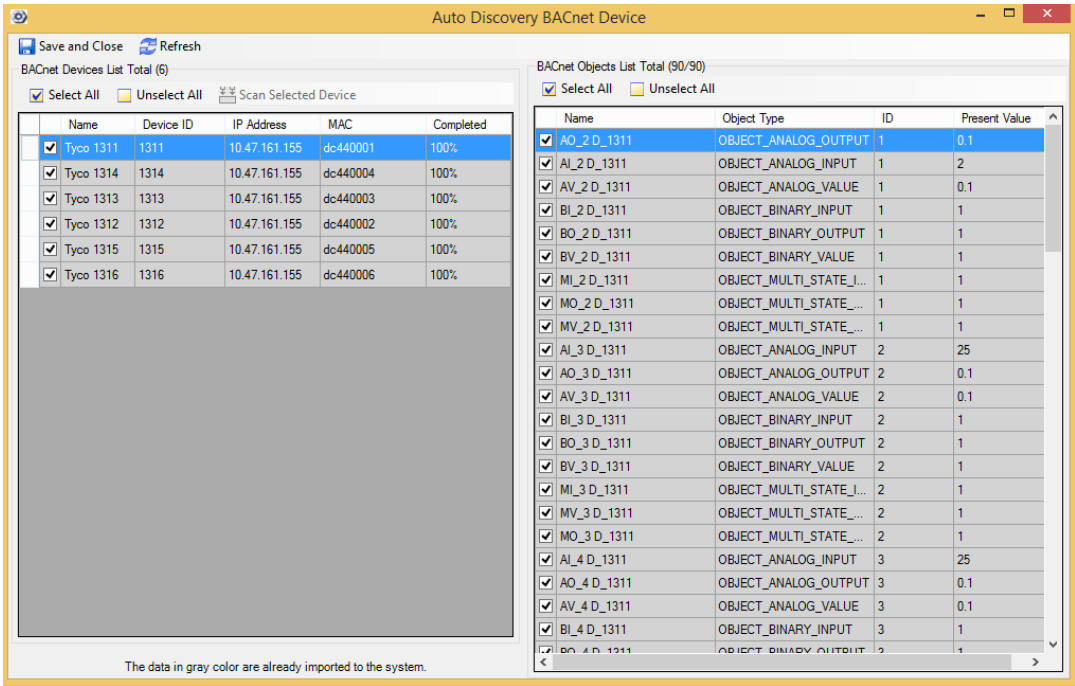 Auto Discovery BACnet Device
Save and Close Refresh
BACnet Devices List Total (6)
Select All Unselect All Scan Selected Device
Name Device ID IP Address MAC Completed
Tyco 1311 1311 10.47.161.155 dc440001 100%
Tyco 1314 1314 10.47.161.155 dc440004 100%
Tyco 1313 1313 10.47.161.155 dc440003 100%
Tyco 1312 1312 10.47.161.155 dc440002 100%
Tyco 1315 1315 10.47.161.155 dc440005 100%
Tyco 1316 1316 10.47.161.155 dc440006 100%
The data in gray color are already imported to the system.
BACnet Objects List Total (90/90)
Select All Unselect All
Name Object Type ID Present Value
AO_2 D_1311 OBJECT_ANALOG_OUTPUT 1 0.1
AI_2 D_1311 OBJECT_ANALOG_INPUT 1 2
AV_2 D_1311 OBJECT_ANALOG_VALUE 1 0.1
BI_2 D_1311 OBJECT_BINARY_INPUT 1 1
BO_2 D_1311 OBJECT_BINARY_OUTPUT 1 1
BV_2 D_1311 OBJECT_BINARY_VALUE 1 1
MI_2 D_1311 OBJECT_MULTI_STATE_I... 1 1
MO_2 D_1311 OBJECT_MULTI_STATE_... 1 1
MV_2 D_1311 OBJECT_MULTI_STATE_... 1 1
AI_3 D_1311 OBJECT_ANALOG_INPUT 2 25
AO_3 D_1311 OBJECT_ANALOG_OUTPUT 2 0.1
AV_3 D_1311 OBJECT_ANALOG_VALUE 2 0.1
BI_3 D_1311 OBJECT_BINARY_INPUT 2 1
BO_3 D_1311 OBJECT_BINARY_OUTPUT 2 1
BV_3 D_1311 OBJECT_BINARY_VALUE 2 1
MI_3 D_1311 OBJECT_MULTI_STATE_I... 2 1
MV_3 D_1311 OBJECT_MULTI_STATE_... 2 1
MO_3 D_1311 OBJECT_MULTI_STATE_... 2 1
AI_4 D_1311 OBJECT_ANALOG_INPUT 3 25
AO_4 D_1311 OBJECT_ANALOG_OUTPUT 3 0.1
AV_4 D_1311 OBJECT_ANALOG_VALUE 3 0.1
BI_4 D_1311 OBJECT_BINARY_INPUT 3 1
BO_4 D_1311 OBJECT_BINARY_OUTPUT 3 1